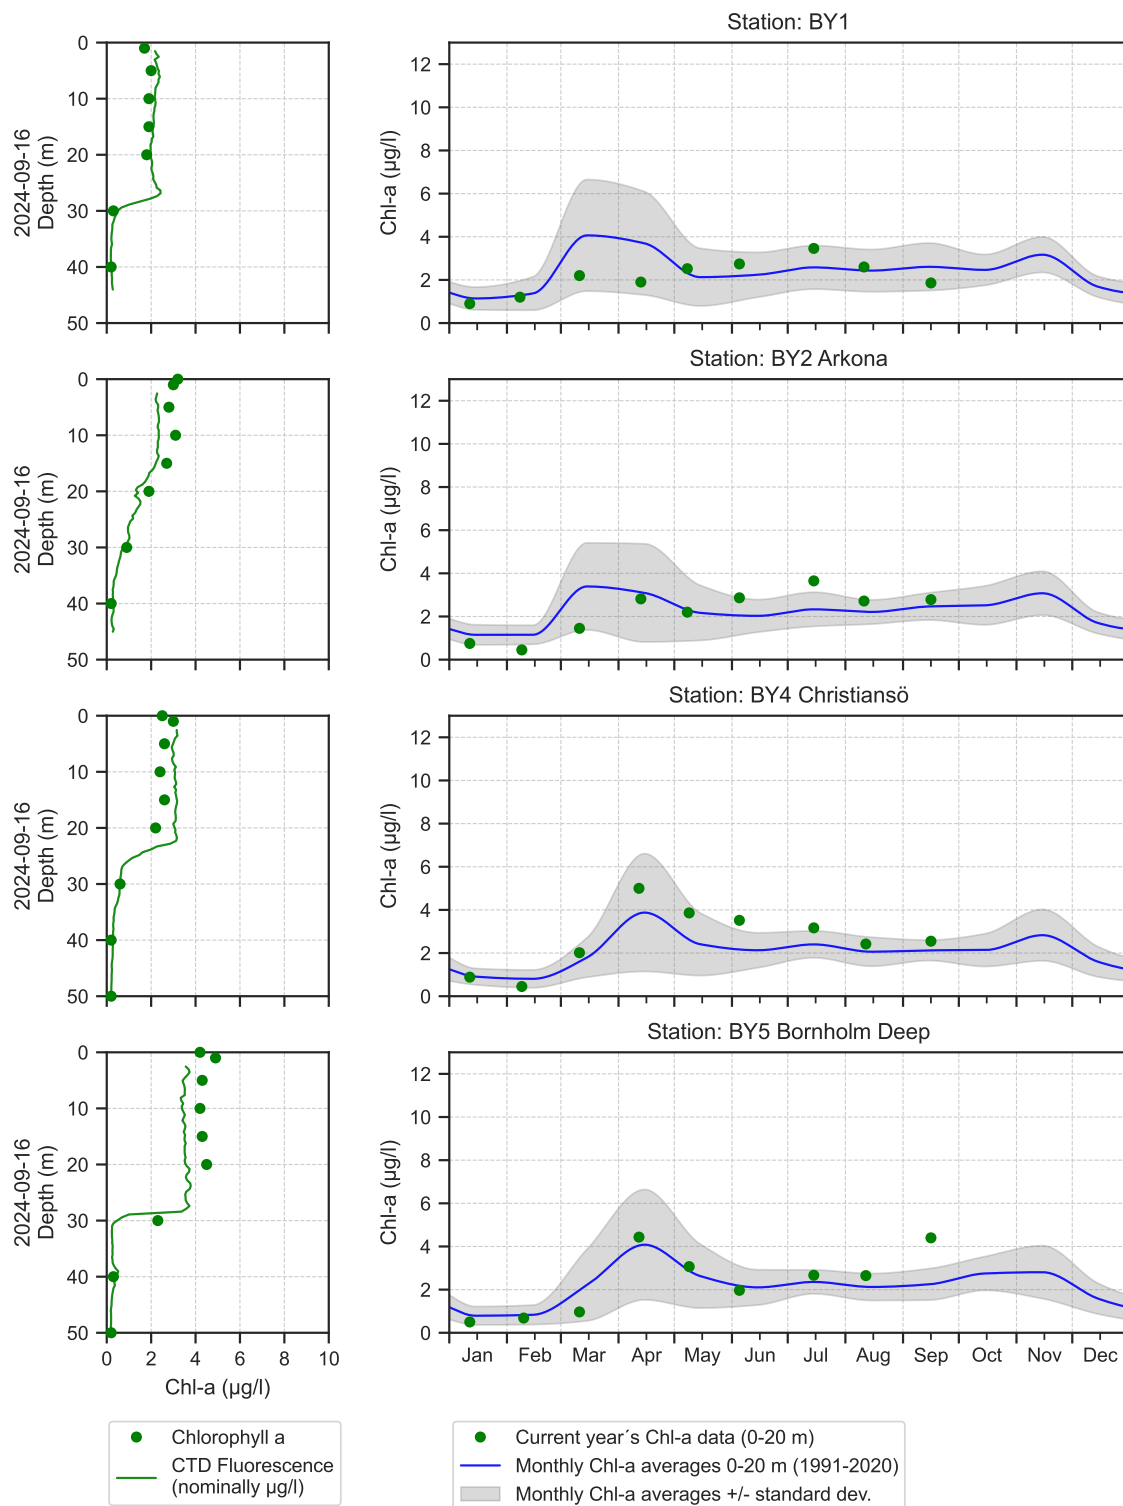 Station: BY1
0
10
20
30
40
50
2024-09-16
Depth (m)
12
10
8
6
4
2
0
Chl-a (µg/l)
Station: BY2 Arkona
0
10
20
30
40
50
2024-09-16
Depth (m)
12
10
8
6
4
2
0
Chl-a (µg/l)
Station: BY4 Christiansö
0
10
20
30
40
50
2024-09-16
Depth (m)
12
10
8
6
4
2
0
Chl-a (µg/l)
Station: BY5 Bornholm Deep
0
10
20
30
40
50
2024-09-16
Depth (m)
0 2 4 6 8 10
Chl-a (µg/l)
12
10
8
6
4
2
0
Chl-a (µg/l)
Jan Feb Mar Apr May Jun Jul Aug Sep Oct Nov Dec
Chlorophyll a
CTD Fluorescence
(nominally µg/l)
Current year´s Chl-a data (0-20 m)
Monthly Chl-a averages 0-20 m (1991-2020)
Monthly Chl-a averages +/- standard dev.